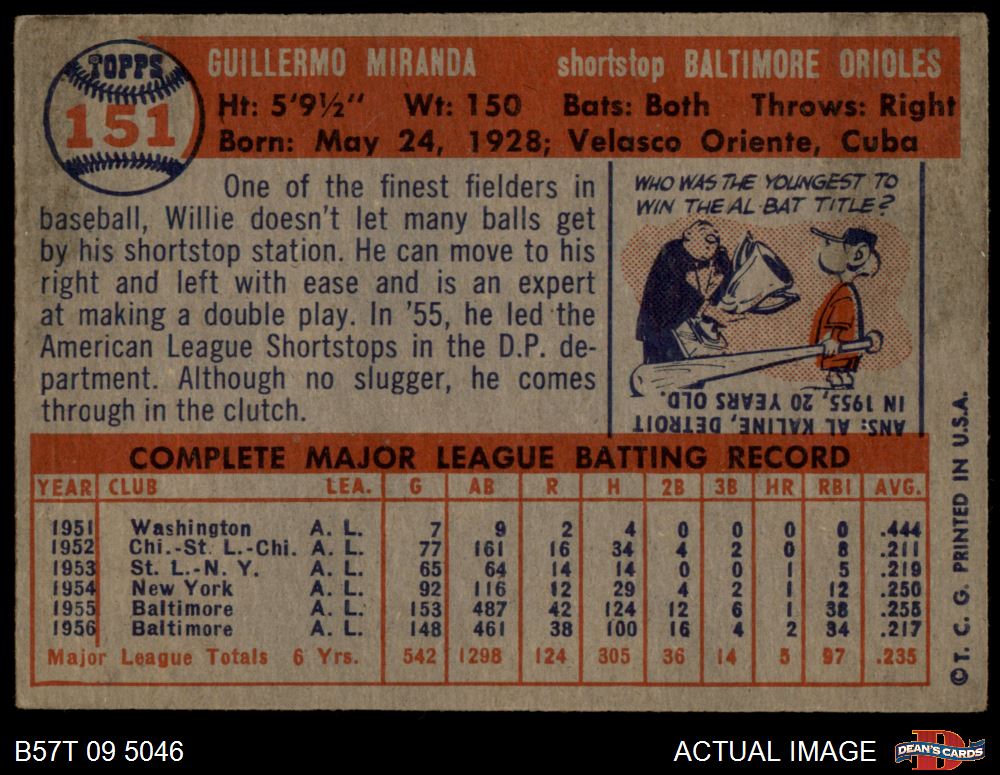 TOPPS
151
GUILLERMO MIRANDA shortstop BALTIMORE ORIOLES
Ht: 5'9½" Wt: 150 Bats: Both Throws: Right
Born: May 24, 1928; Velasco Oriente, Cuba
One of the finest fielders in
baseball, Willie doesn't let many balls get
by his shortstop station. He can move to his
right and left with ease and is an expert
at making a double play. In '55, he led the
American League Shortstops in the D.P. de-
partment. Although no slugger, he comes
through in the clutch.
WHO WAS THE YOUNGEST TO
WIN THE AL BAT TITLE?
ANS: AL KALINE, DETROIT
IN 1955, 20 YEARS OLD.
COMPLETE MAJOR LEAGUE BATTING RECORD
YEAR CLUB LEA. G AB R H 2B 3B HR RBI AVG.
1951 Washington A. L. 7 9 2 4 0 0 0 0 .444
1952 Chi.-St. L.-Chi. A. L. 77 161 16 34 4 2 0 8 .211
1953 St. L.-N. Y. A. L. 65 64 14 14 0 0 1 5 .219
1954 New York A. L. 92 116 12 29 4 2 1 12 .250
1955 Baltimore A. L. 153 487 42 124 12 6 1 38 .255
1956 Baltimore A. L. 148 461 38 100 16 4 2 34 .217
Major League Totals 6 Yrs. 542 1298 124 305 36 14 5 97 .235
© T. C. G. PRINTED IN U.S.A.
B57T 09 5046
ACTUAL IMAGE
DEAN'S CARDS